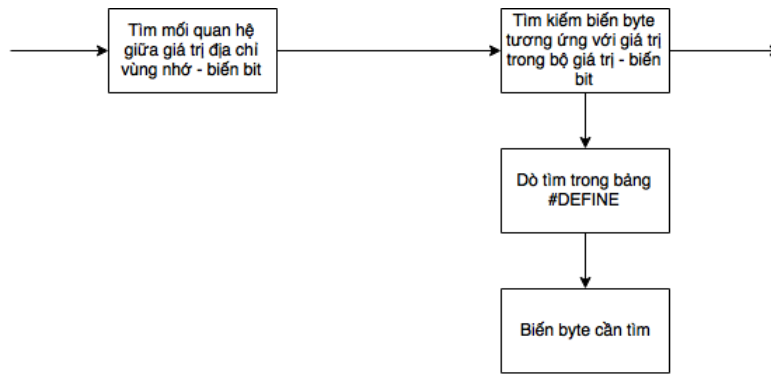 Tìm mối quan hệ
giữa giá trị địa chỉ
vùng nhớ - biến bit
Tìm kiếm biến byte
tương ứng với giá trị
trong bộ giá trị - biến
bit
Dò tìm trong bảng
#DEFINE
Biến byte cần tìm